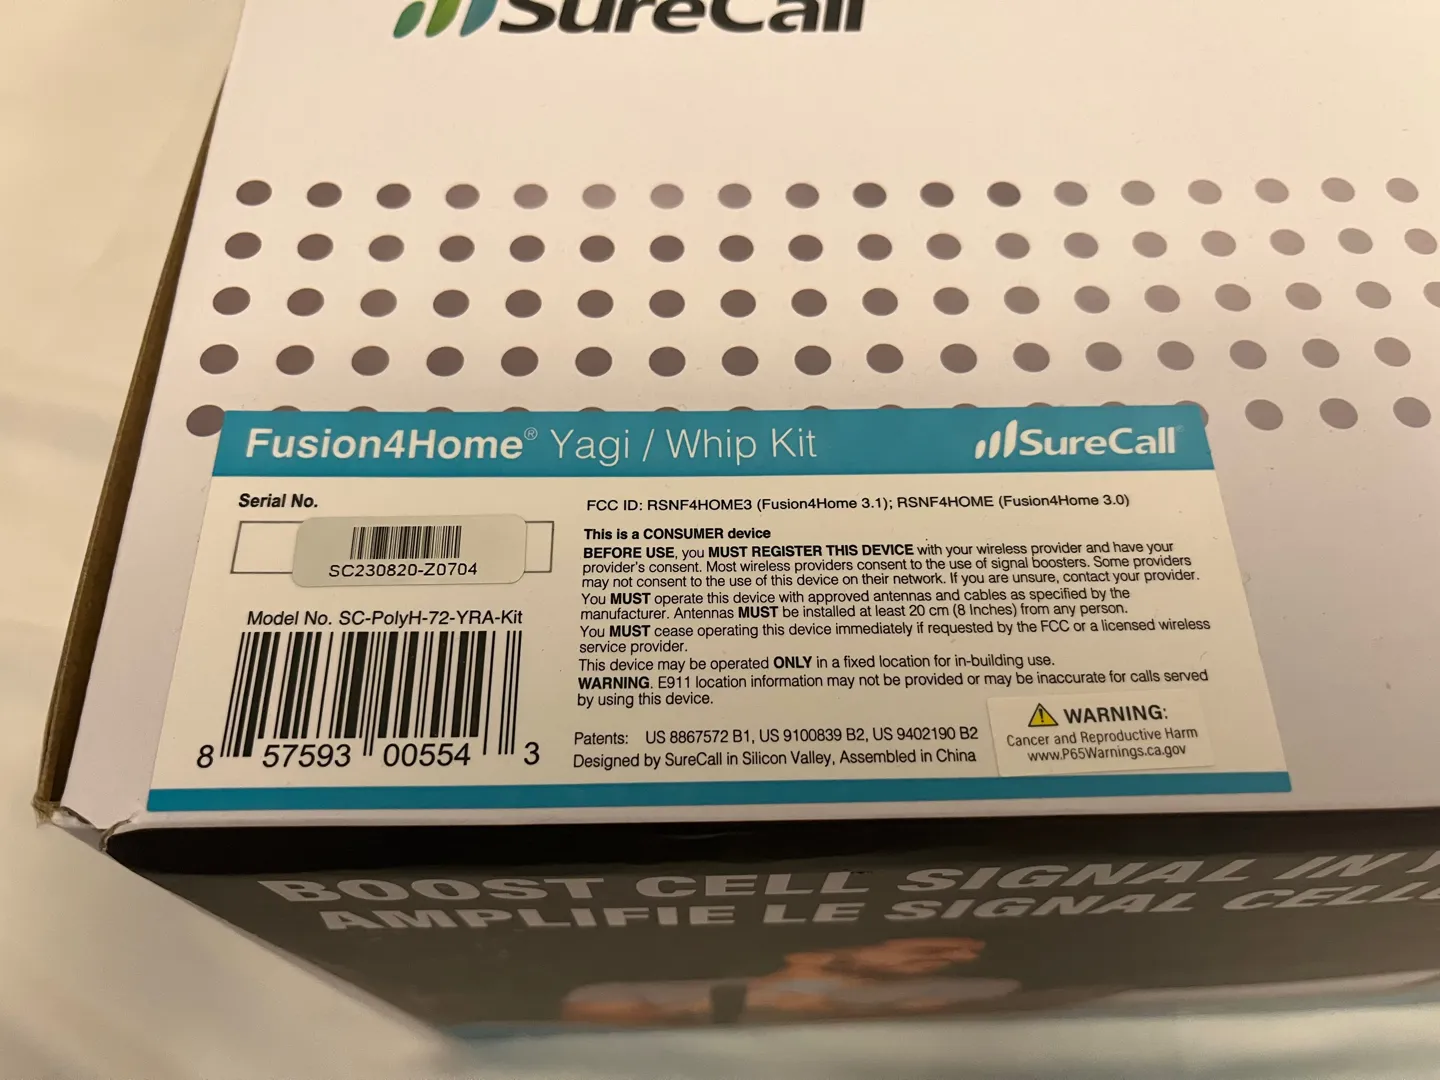 SureCall
Fusion4Home® Yagi / Whip Kit
SureCall
Serial No.
SC230820-Z0704
Model No. SC-PolyH-72-YRA-Kit
8 57593 00554 3
FCC ID: RSNF4HOME3 (Fusion4Home 3.1); RSNF4HOME (Fusion4Home 3.0)
This is a CONSUMER device
BEFORE USE, you MUST REGISTER THIS DEVICE with your wireless provider and have your
provider's consent. Most wireless providers consent to the use of signal boosters. Some providers
may not consent to the use of this device on their network. If you are unsure, contact your provider.
You MUST operate this device with approved antennas and cables as specified by the
manufacturer. Antennas MUST be installed at least 20 cm (8 Inches) from any person.
You MUST cease operating this device immediately if requested by the FCC or a licensed wireless
service provider.
This device may be operated ONLY in a fixed location for in-building use.
WARNING. E911 location information may not be provided or may be inaccurate for calls served
by using this device.
Patents: US 8867572 B1, US 9100839 B2, US 9402190 B2
Designed by SureCall in Silicon Valley, Assembled in China
WARNING:
Cancer and Reproductive Harm
www.P65Warnings.ca.gov
BOOST CELL SIGNAL IN
AMPLIFIE LE SIGNAL